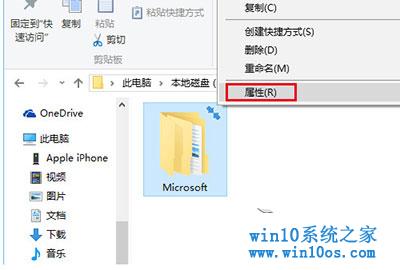 固定到“快
速访问”
复制
粘贴
粘贴快捷方式
剪切
剪贴板
复制(C)
创建快捷方式(S)
删除(D)
重命名(M)
属性(R)
此电脑
本地磁盘 (
OneDrive
此电脑
Apple iPhone
视频
图片
文档
下载
音乐
Microsoft
win10系统之家
www.win10os.com